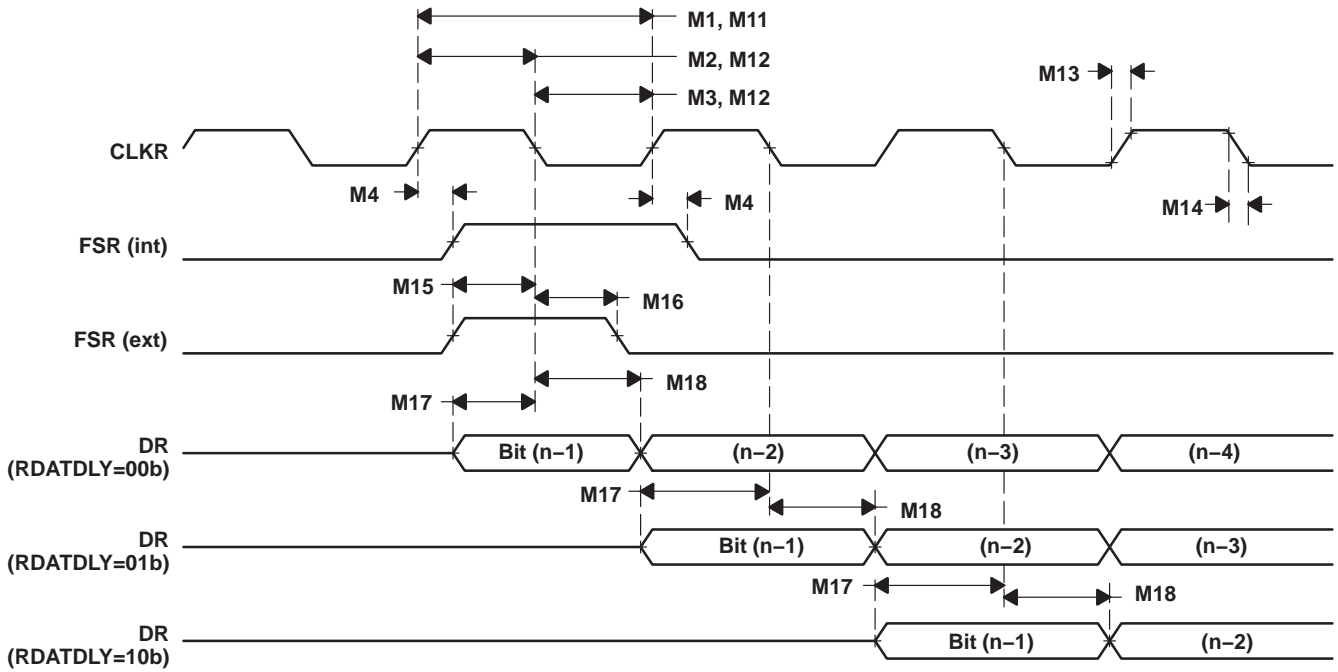 M1, M11
M2, M12
M3, M12
M13
CLKR
M4
M4
M14
FSR (int)
M15
M16
FSR (ext)
M18
M17
DR
(RDATDLY=00b)
Bit (n−1)
(n−2)
(n−3)
(n−4)
M17
M18
DR
(RDATDLY=01b)
Bit (n−1)
(n−2)
(n−3)
M17
M18
DR
(RDATDLY=10b)
Bit (n−1)
(n−2)